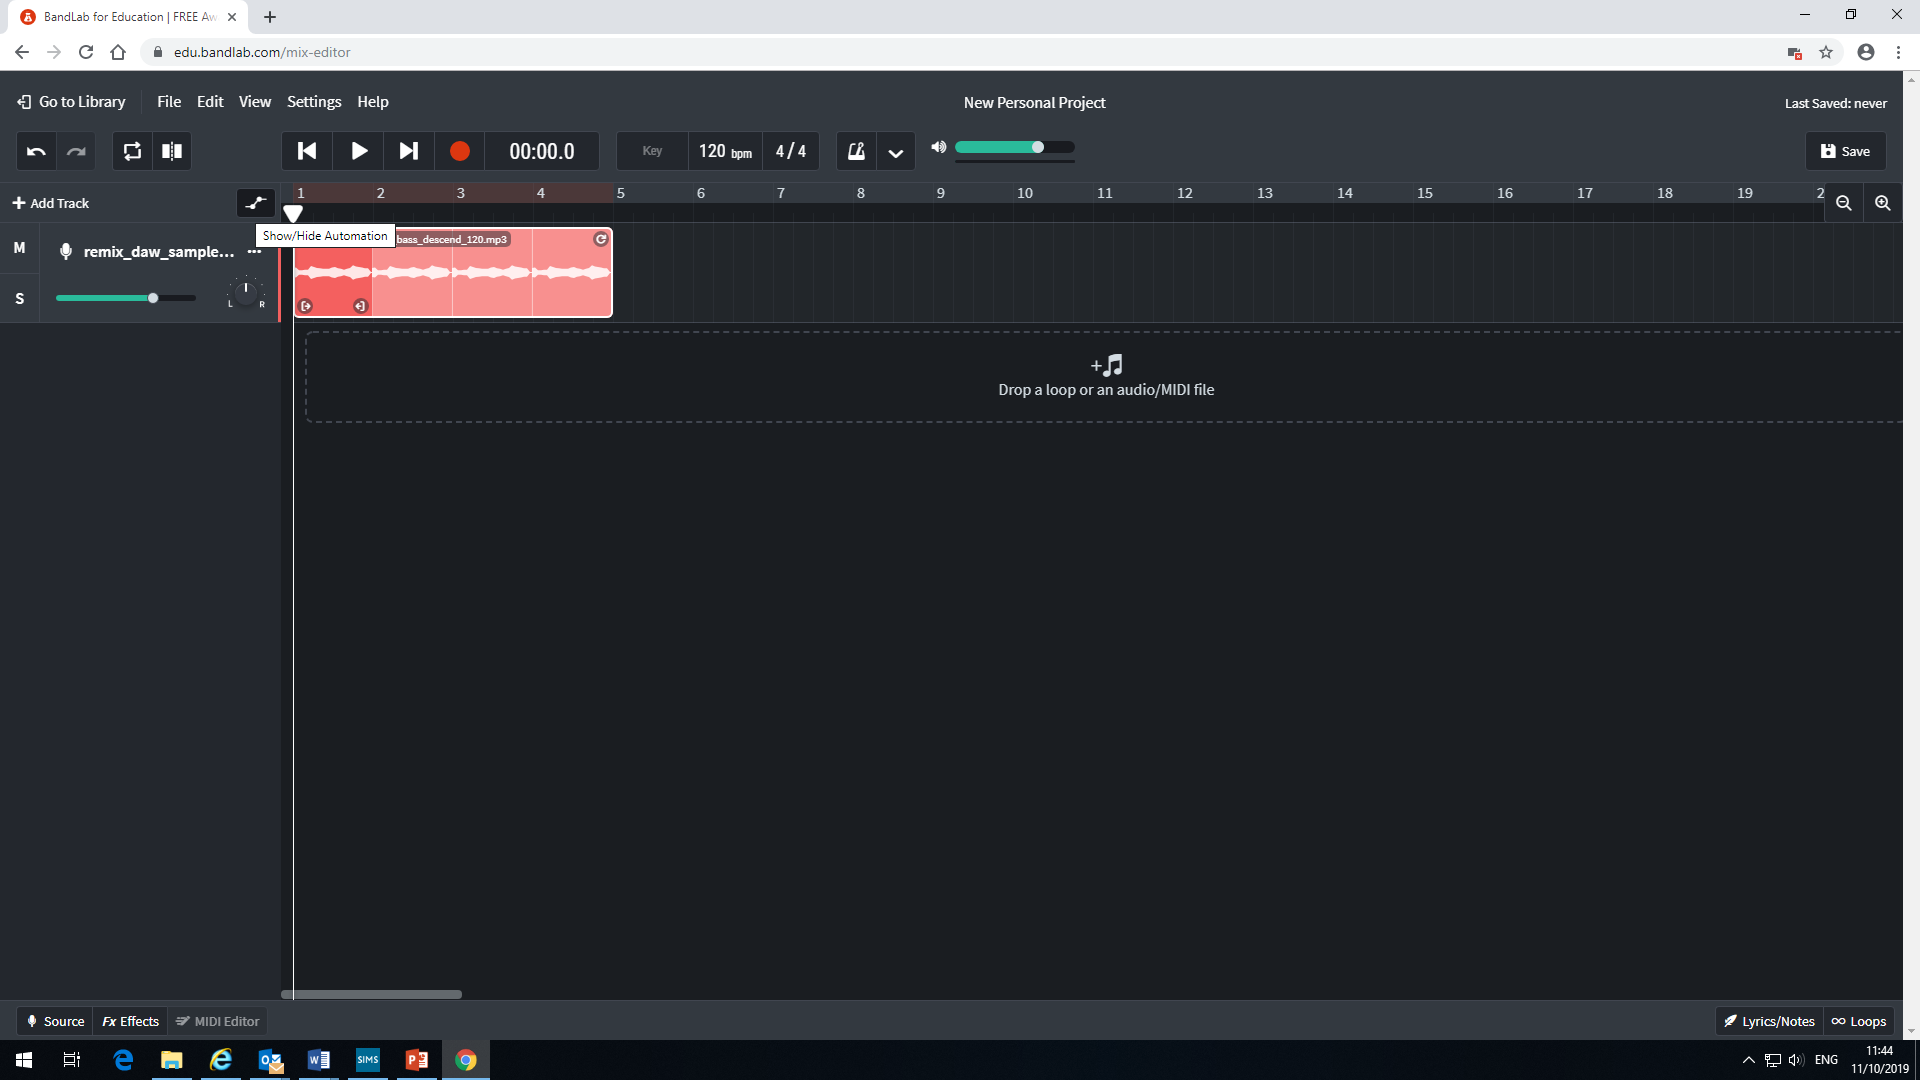 BandLab for Education | FREE Aw
edu.bandlab.com/mix-editor
Go to Library File Edit View Settings Help New Personal Project Last Saved: never
00:00.0 Key 120 bpm 4 / 4 Save
+ Add Track 1 2 3 4 5 6 7 8 9 10 11 12 13 14 15 16 17 18 19 2
Show/Hide Automation bass_descend_120.mp3
M remix_daw_sample...
S L R
Drop a loop or an audio/MIDI file
Source Fx Effects MIDI Editor Lyrics/Notes Loops
SIMS ENG 11:44
11/10/2019